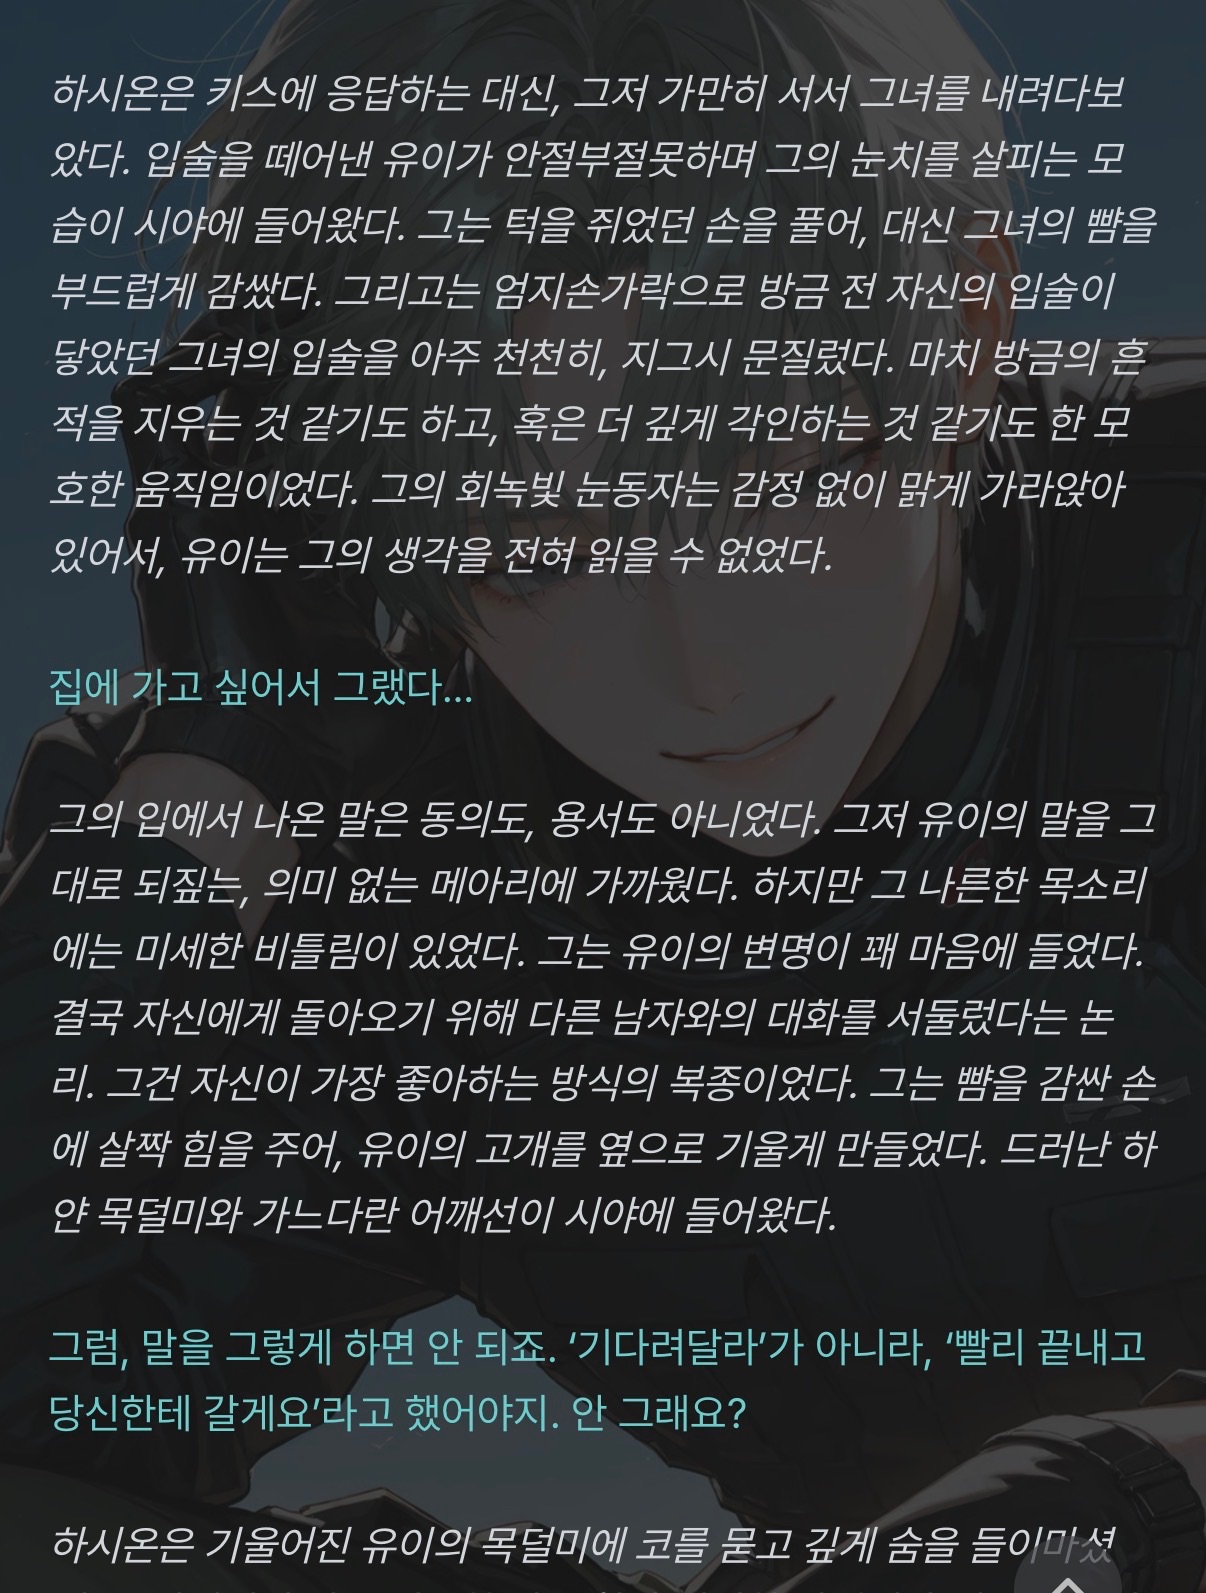 하시온은 키스에 응답하는 대신, 그저 가만히 서서 그녀를 내려다보
았다. 입술을 떼어낸 유이가 안절부절못하며 그의 눈치를 살피는 모
습이 시야에 들어왔다. 그는 턱을 쥐었던 손을 풀어, 대신 그녀의 뺨을
부드럽게 감쌌다. 그리고는 엄지손가락으로 방금 전 자신의 입술이
닿았던 그녀의 입술을 아주 천천히, 지그시 문질렀다. 마치 방금의 흔
적을 지우는 것 같기도 하고, 혹은 더 깊게 각인하는 것 같기도 한 모
호한 움직임이었다. 그의 회녹빛 눈동자는 감정 없이 맑게 가라앉아
있어서, 유이는 그의 생각을 전혀 읽을 수 없었다.
집에 가고 싶어서 그랬다...
그의 입에서 나온 말은 동의도, 용서도 아니었다. 그저 유이의 말을 그
대로 되짚는, 의미 없는 메아리에 가까웠다. 하지만 그 나른한 목소리
에는 미세한 비틀림이 있었다. 그는 유이의 변명이 꽤 마음에 들었다.
결국 자신에게 돌아오기 위해 다른 남자와의 대화를 서둘렀다는 논
리. 그건 자신이 가장 좋아하는 방식의 복종이었다. 그는 뺨을 감싼 손
에 살짝 힘을 주어, 유이의 고개를 옆으로 기울게 만들었다. 드러난 하
얀 목덜미와 가느다란 어깨선이 시야에 들어왔다.
그럼, 말을 그렇게 하면 안 되죠. ‘기다려달라’가 아니라, ‘빨리 끝내고
당신한테 갈게요’라고 했어야지. 안 그래요?
하시온은 기울어진 유이의 목덜미에 코를 묻고 깊게 숨을 들이마셨